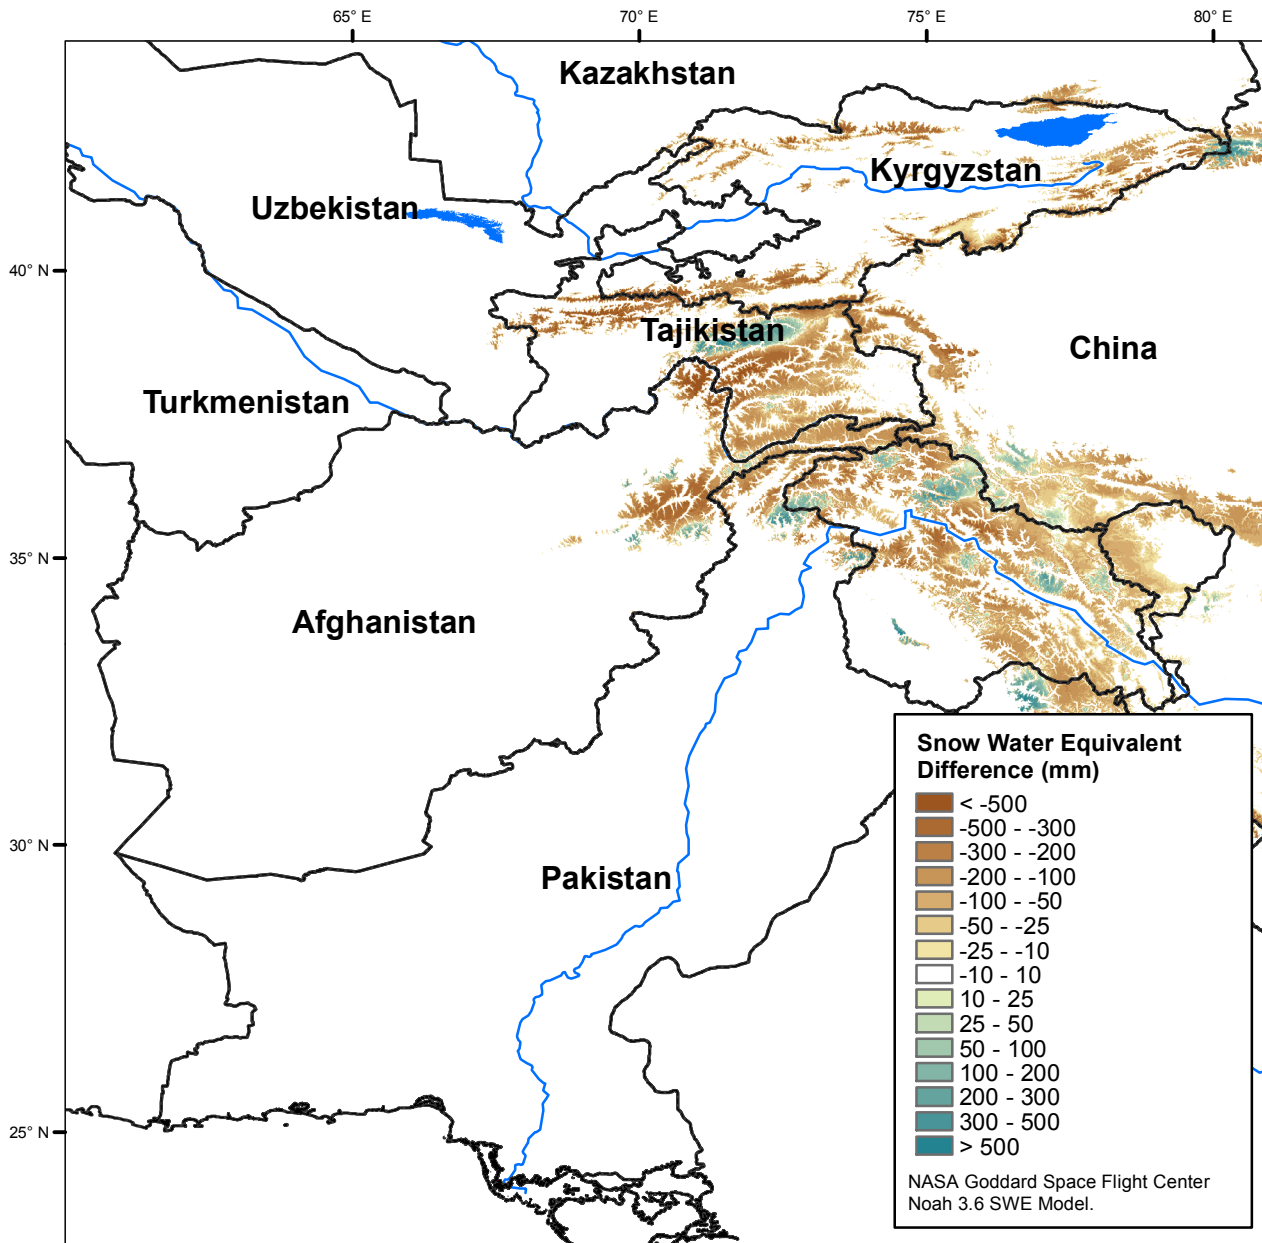 65° E
70° E
75° E
80° E
Kazakhstan
Kyrgyzstan
Uzbekistan
40° N
Tajikistan
China
Turkmenistan
35° N
Afghanistan
Snow Water Equivalent
Difference (mm)
< -500
-500 - -300
-300 - -200
-200 - -100
-100 - -50
-50 - -25
-25 - -10
-10 - 10
10 - 25
25 - 50
50 - 100
100 - 200
200 - 300
300 - 500
> 500
NASA Goddard Space Flight Center
Noah 3.6 SWE Model.
30° N
Pakistan
25° N